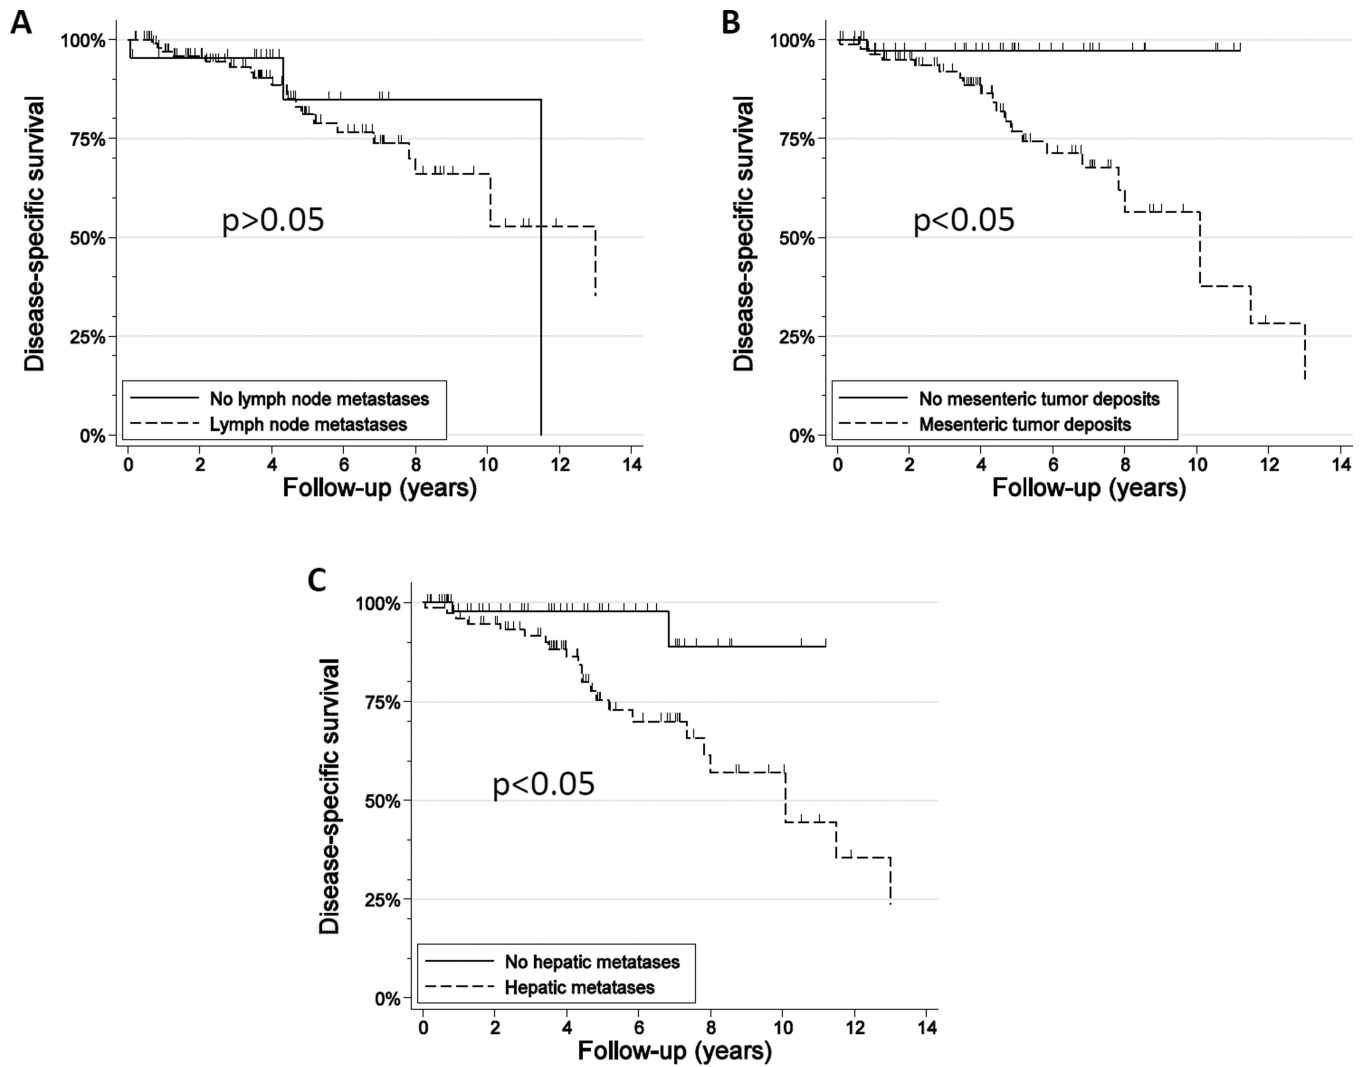 A
Disease-specific survival
100%
75%
50%
25%
0%
p>0.05
No lymph node metastases
Lymph node metastases
0 2 4 6 8 10 12 14
Follow-up (years)
B
Disease-specific survival
100%
75%
50%
25%
0%
p<0.05
No mesenteric tumor deposits
Mesenteric tumor deposits
0 2 4 6 8 10 12 14
Follow-up (years)
C
Disease-specific survival
100%
75%
50%
25%
0%
p<0.05
No hepatic metatases
Hepatic metatases
0 2 4 6 8 10 12 14
Follow-up (years)